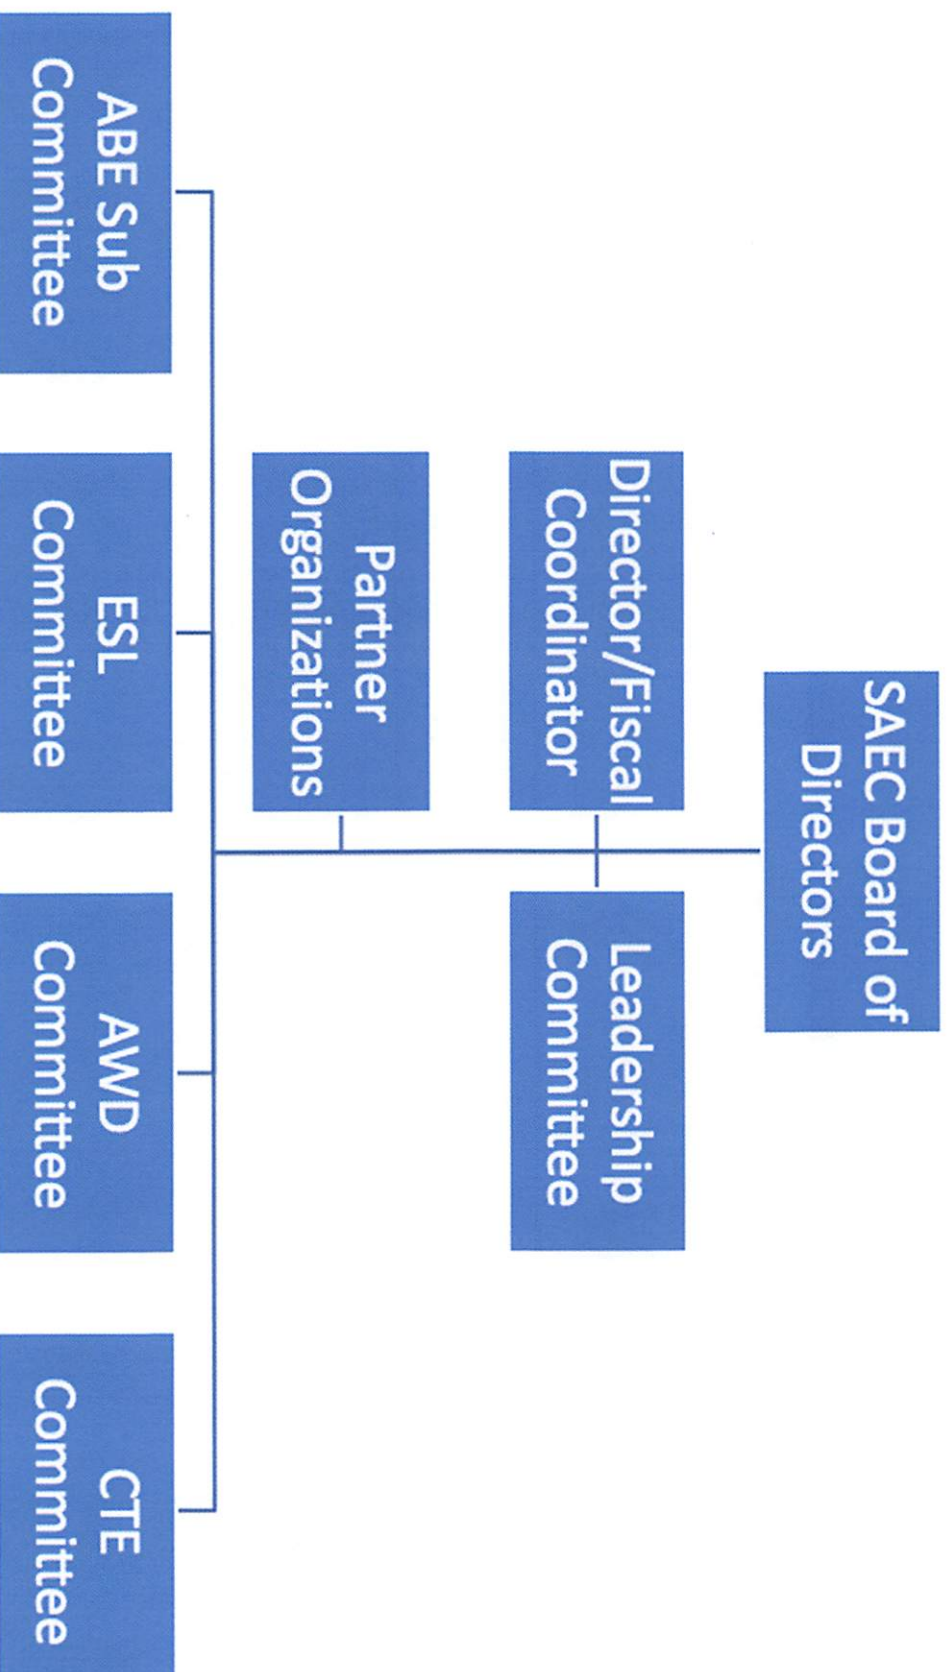 SAEC Board of
Directors
Director/Fiscal
Coordinator
Leadership
Committee
Partner
Organizations
ABE Sub
Committee
ESL
Committee
AWD
Committee
CTE
Committee